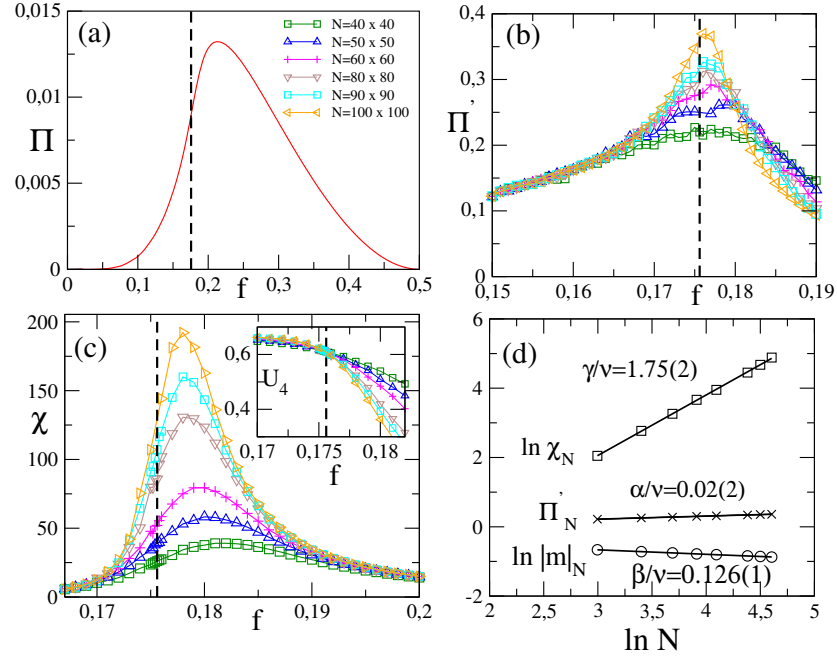 (a)
N=40 x 40
N=50 x 50
N=60 x 60
N=80 x 80
N=90 x 90
N=100 x 100
0,015
0,01
0,005
0
Π
0 0,1 0,2 0,3 0,4 0,5
f
(b)
0,4
0,3
0,2
0,1
0
Π'
0,15 0,16 0,17 0,18 0,19
f
(c)
200
150
100
50
0
χ
0,17 0,18 0,19 0,2
f
0,6
0,4
U4
0,17 0,175 0,18
f
(d)
6
4
2
0
-2
γ/ν=1.75(2)
ln χN
α/ν=0.02(2)
Π'N
ln |m|N
β/ν=0.126(1)
2 2,5 3 3,5 4 4,5 5
ln N